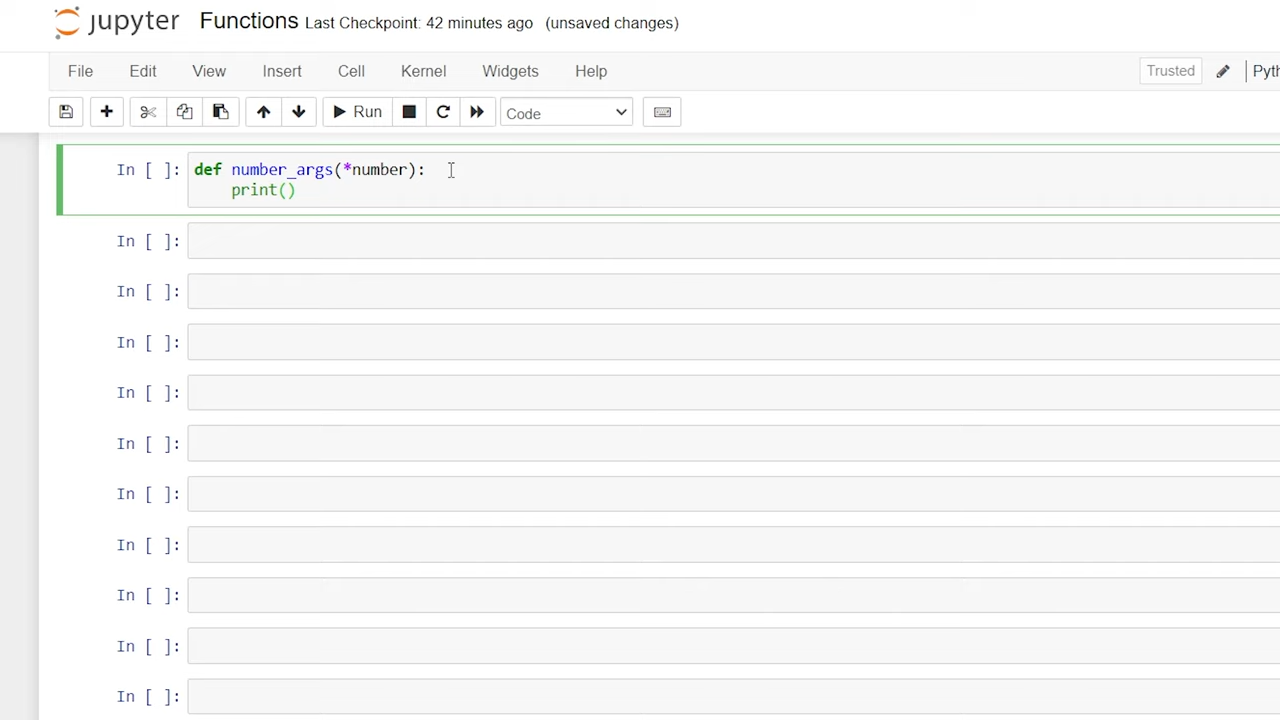 jupyter Functions Last Checkpoint: 42 minutes ago (unsaved changes)
File Edit View Insert Cell Kernel Widgets Help Trusted Pyth
Run Code
In [ ]: def number_args(*number):
print()
In [ ]:
In [ ]:
In [ ]:
In [ ]:
In [ ]:
In [ ]:
In [ ]:
In [ ]:
In [ ]:
In [ ]: